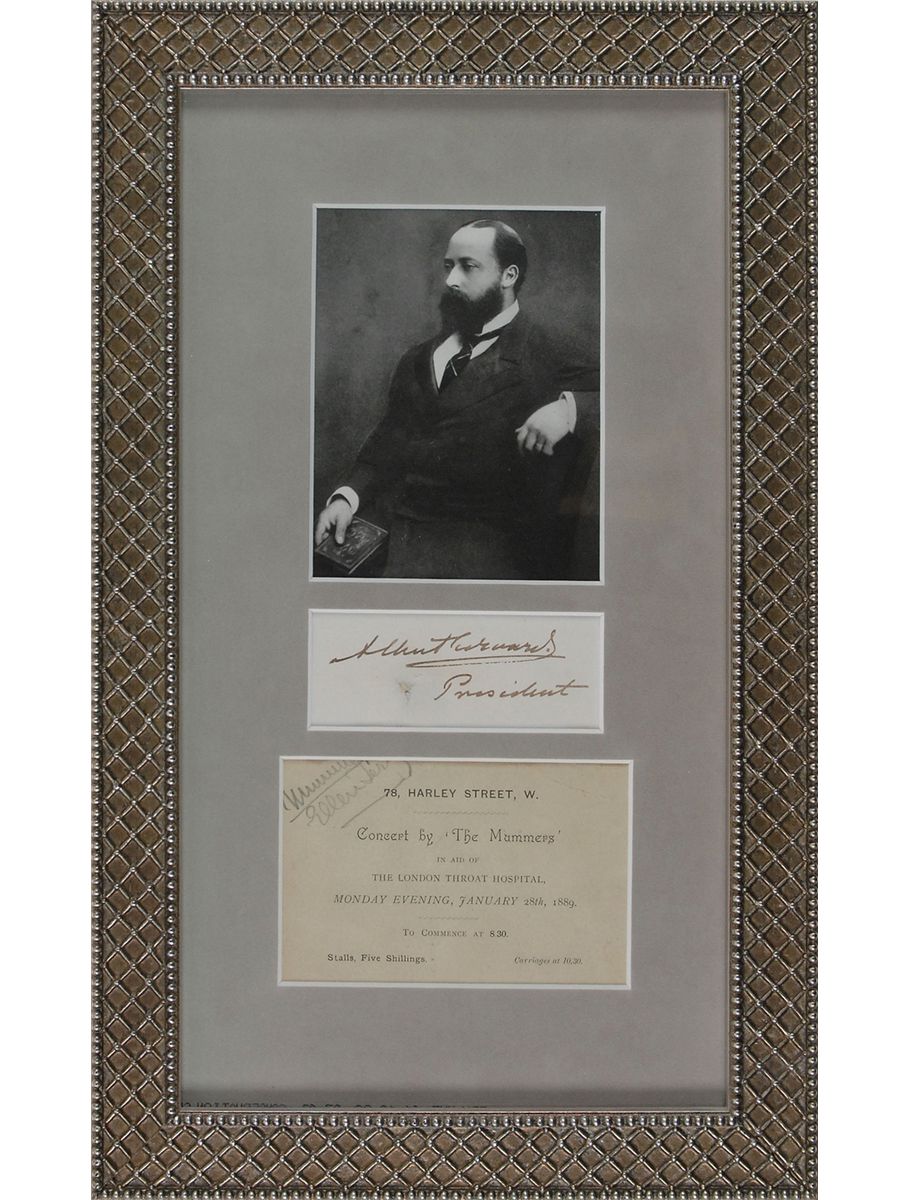 Albert Edward.
President
Ellen
78, HARLEY STREET, W.
Concert by 'The Mummers'
IN AID OF
THE LONDON THROAT HOSPITAL,
MONDAY EVENING, JANUARY 28th, 1889.
TO COMMENCE AT 8.30.
Stalls, Five Shillings.
Carriages at 10.30.